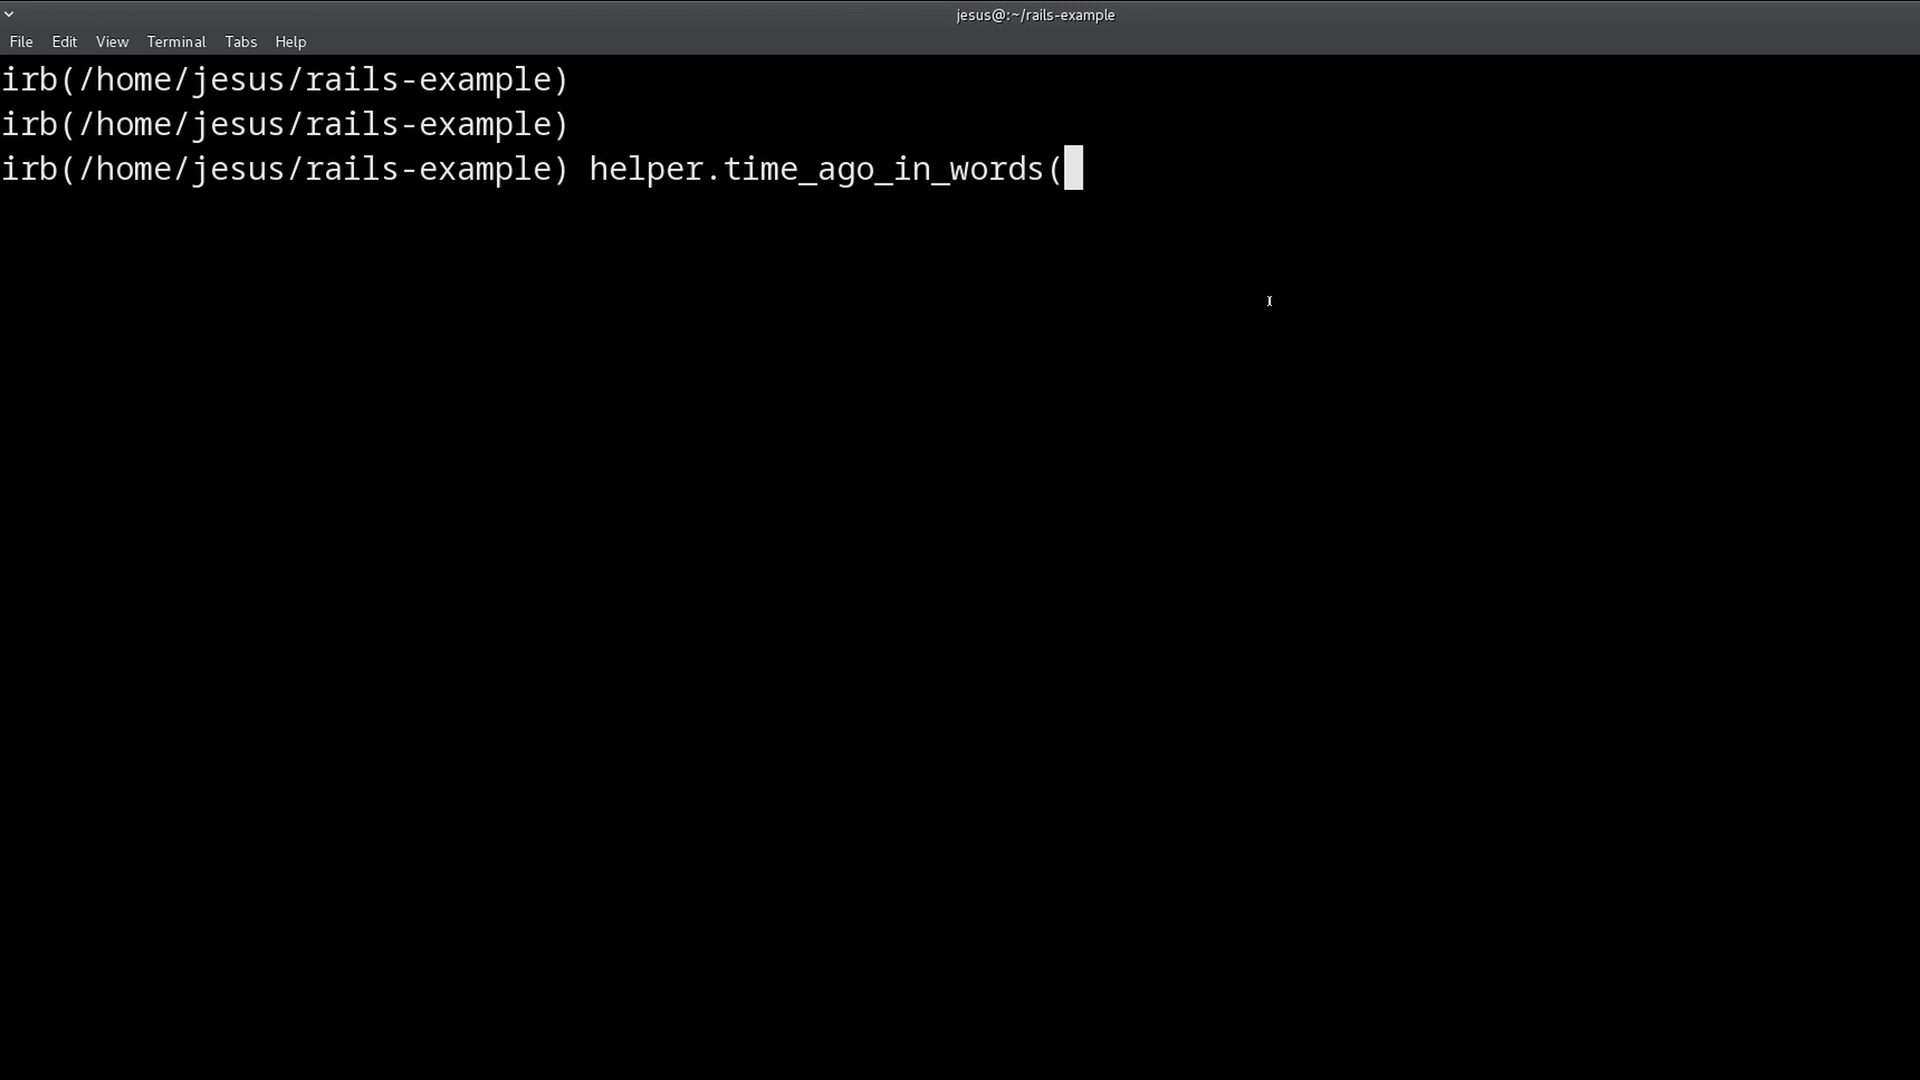 jesus@:~/rails-example
File Edit View Terminal Tabs Help
irb(/home/jesus/rails-example)
irb(/home/jesus/rails-example)
irb(/home/jesus/rails-example) helper.time_ago_in_words(